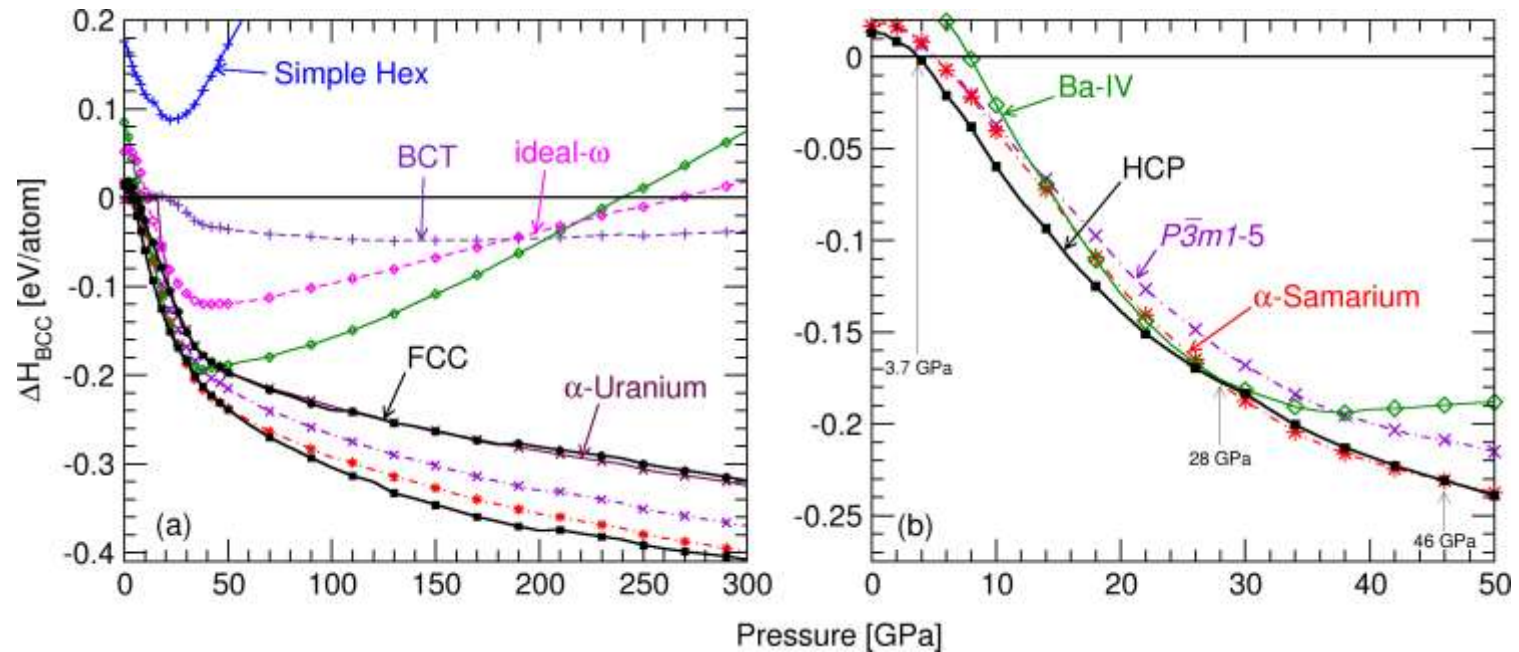 0.2
0.1
0
-0.1
-0.2
-0.3
-0.4
ΔH_BCC [eV/atom]
Simple Hex
BCT
ideal-ω
FCC
α-Uranium
(a)
0 50 100 150 200 250 300
0
-0.05
-0.1
-0.15
-0.2
-0.25
Ba-IV
HCP
P3̅m1-5
α-Samarium
3.7 GPa
28 GPa
46 GPa
(b)
0 10 20 30 40 50
Pressure [GPa]